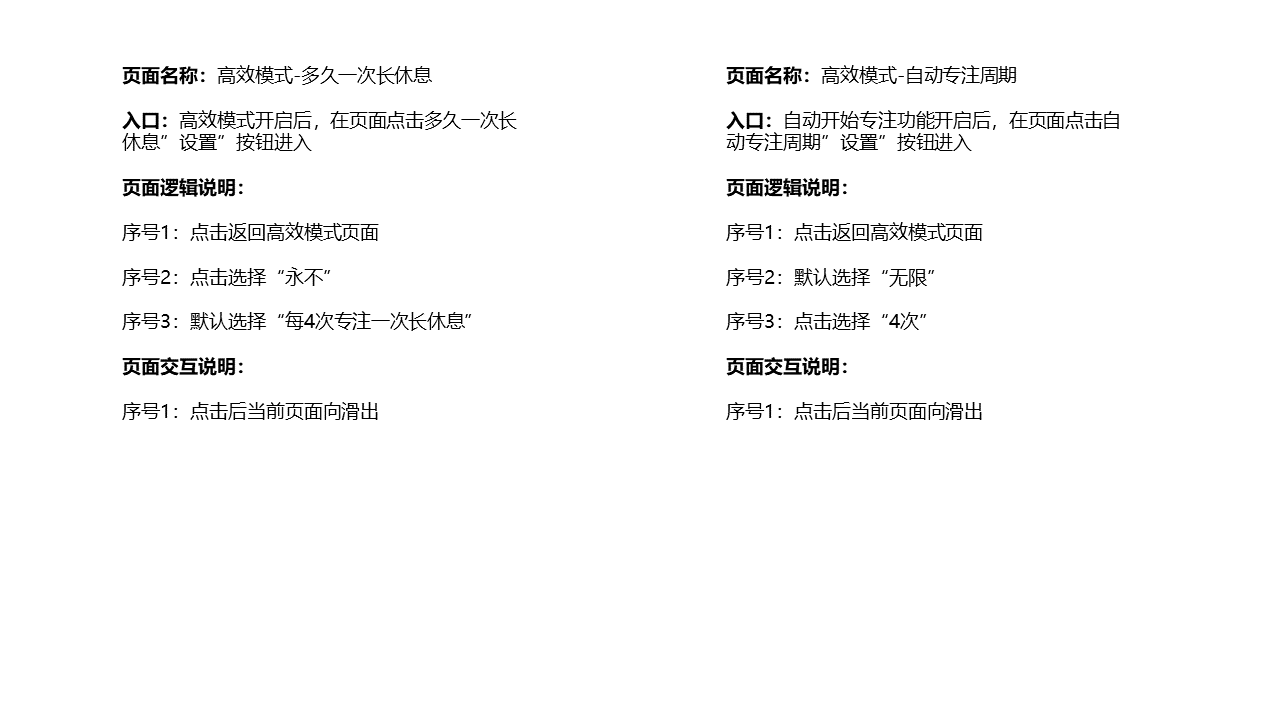 页面名称：高效模式-多久一次长休息
入口：高效模式开启后，在页面点击多久一次长
休息”设置”按钮进入
页面逻辑说明：
序号1：点击返回高效模式页面
序号2：点击选择“永不”
序号3：默认选择“每4次专注一次长休息”
页面交互说明：
序号1：点击后当前页面向滑出
页面名称：高效模式-自动专注周期
入口：自动开始专注功能开启后，在页面点击自
动专注周期”设置”按钮进入
页面逻辑说明：
序号1：点击返回高效模式页面
序号2：默认选择“无限”
序号3：点击选择“4次”
页面交互说明：
序号1：点击后当前页面向滑出